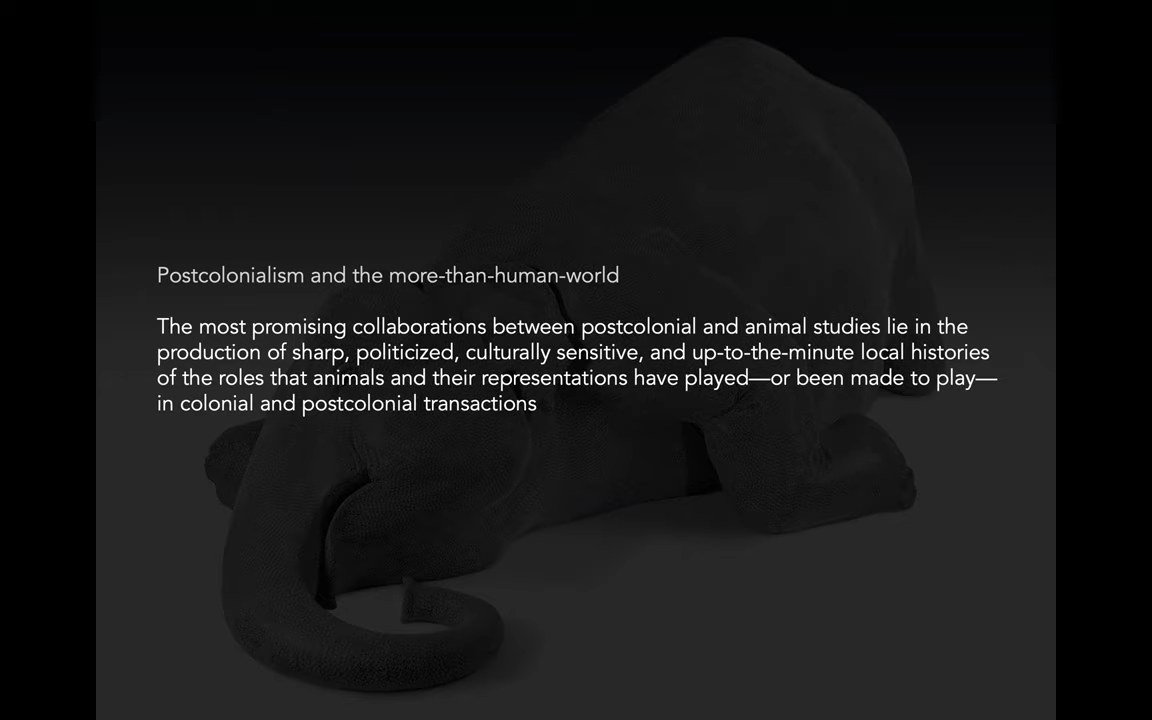 Postcolonialism and the more-than-human-world
The most promising collaborations between postcolonial and animal studies lie in the
production of sharp, politicized, culturally sensitive, and up-to-the-minute local histories
of the roles that animals and their representations have played—or been made to play—
in colonial and postcolonial transactions